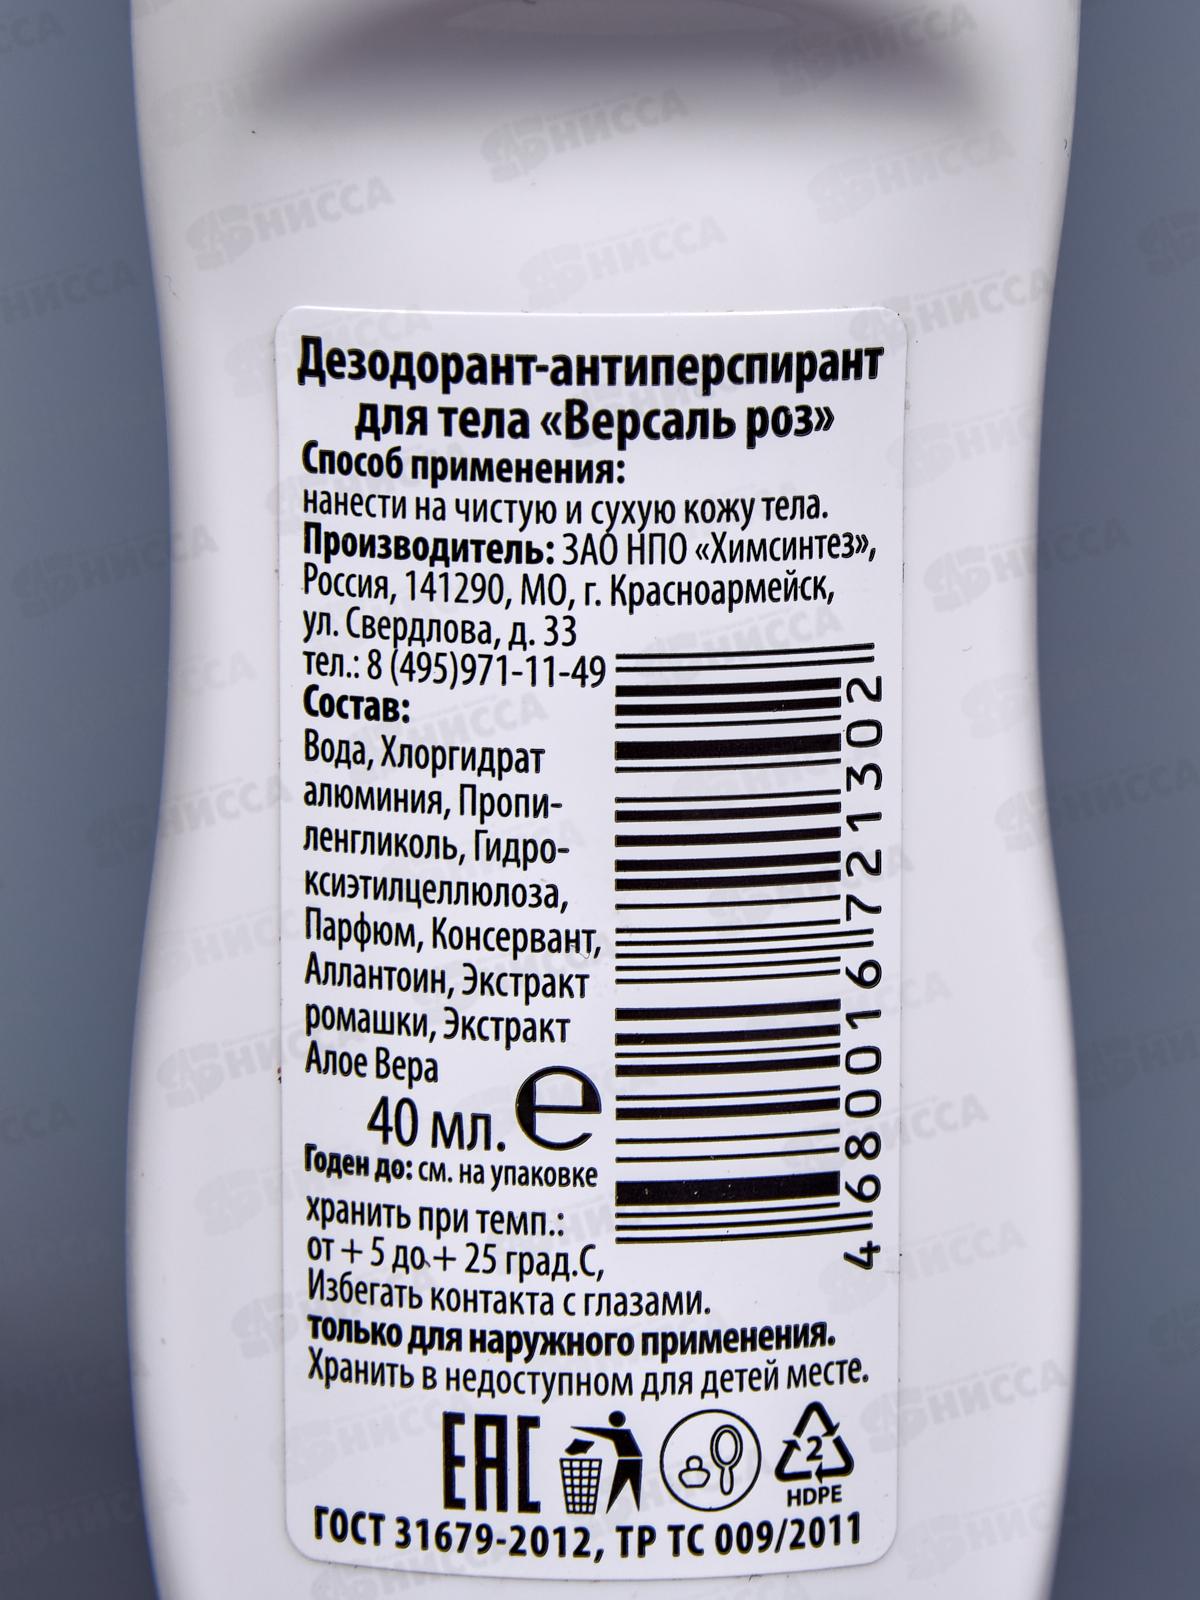 Дезодорант-антиперспирант
для тела «Версаль роз»
Способ применения:
нанести на чистую и сухую кожу тела.
Производитель: ЗАО НПО «Химсинтез»,
Россия, 141290, МО, г. Красноармейск,
ул. Свердлова, д. 33
тел.: 8 (495)971-11-49
Состав:
Вода, Хлоргидрат
алюминия, Пропи-
ленгликоль, Гидро-
ксиэтилцеллюлоза,
Парфюм, Консервант,
Аллантоин, Экстракт
ромашки, Экстракт
Алое Вера
40 мл. e
Годен до: см. на упаковке
хранить при темп.:
от + 5 до + 25 град.С,
Избегать контакта с глазами.
только для наружного применения.
Хранить в недоступном для детей месте.
4 680016 721302
EAC
2
HDPE
ГОСТ 31679-2012, ТР ТС 009/2011
НИССА